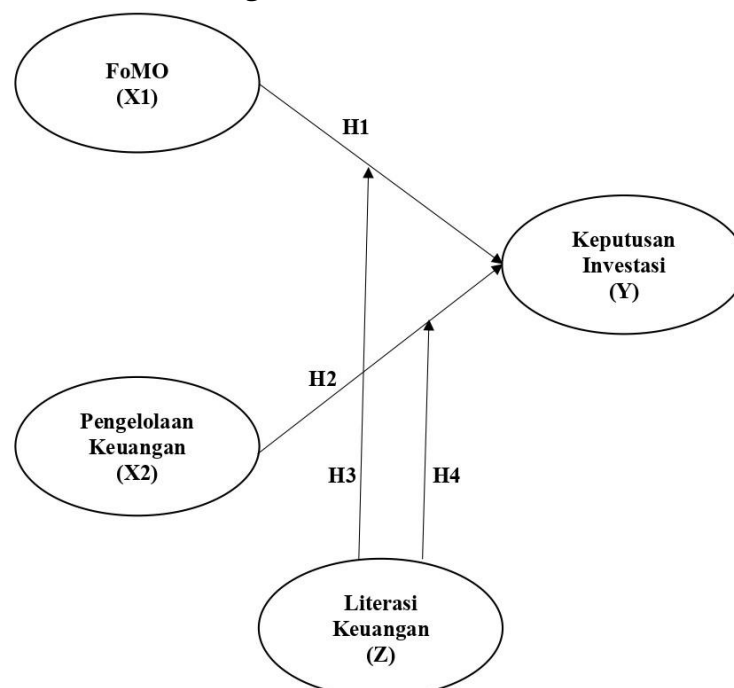 FoMO
(X1)
H1
Keputusan
Investasi
(Y)
H2
Pengelolaan
Keuangan
(X2)
H3
H4
Literasi
Keuangan
(Z)